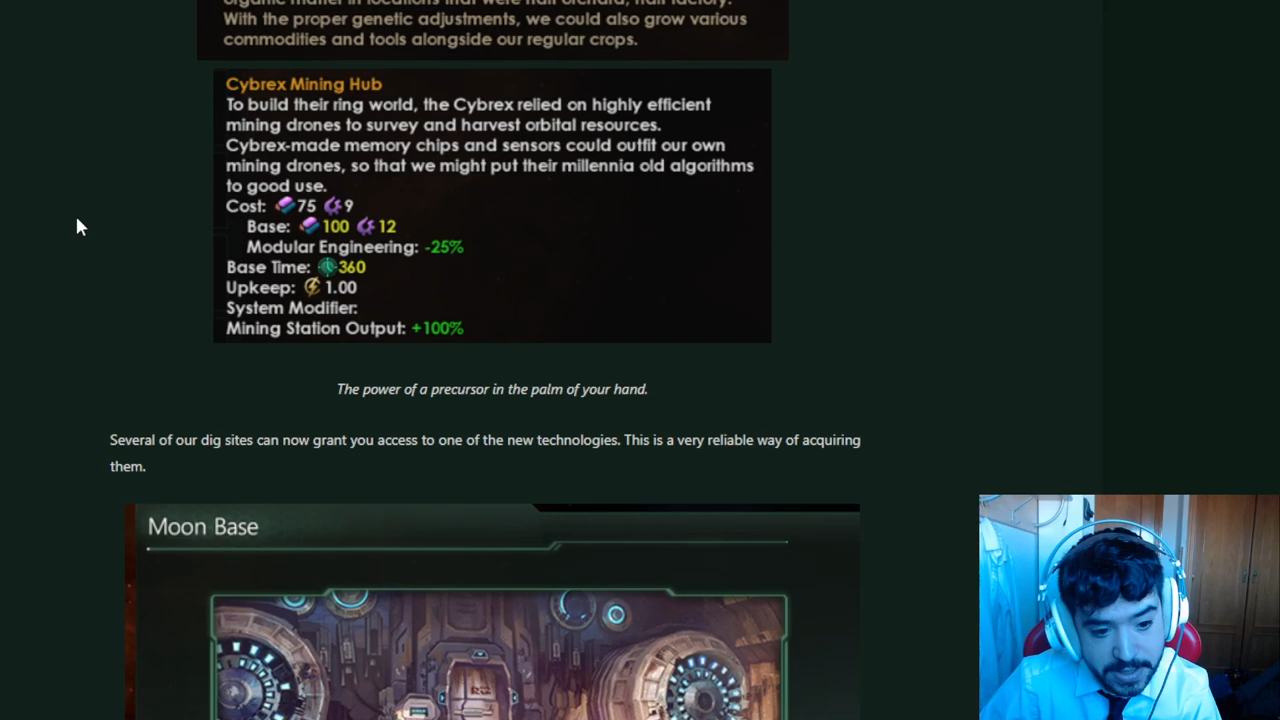 organic matter in locations that were half orchard, half factory.
With the proper genetic adjustments, we could also grow various
commodities and tools alongside our regular crops.
Cybrex Mining Hub
To build their ring world, the Cybrex relied on highly efficient
mining drones to survey and harvest orbital resources.
Cybrex-made memory chips and sensors could outfit our own
mining drones, so that we might put their millennia old algorithms
to good use.
Cost: 75 9
Base: 100 12
Modular Engineering: -25%
Base Time: 360
Upkeep: 1.00
System Modifier:
Mining Station Output: +100%
The power of a precursor in the palm of your hand.
Several of our dig sites can now grant you access to one of the new technologies. This is a very reliable way of acquiring
them.
Moon Base